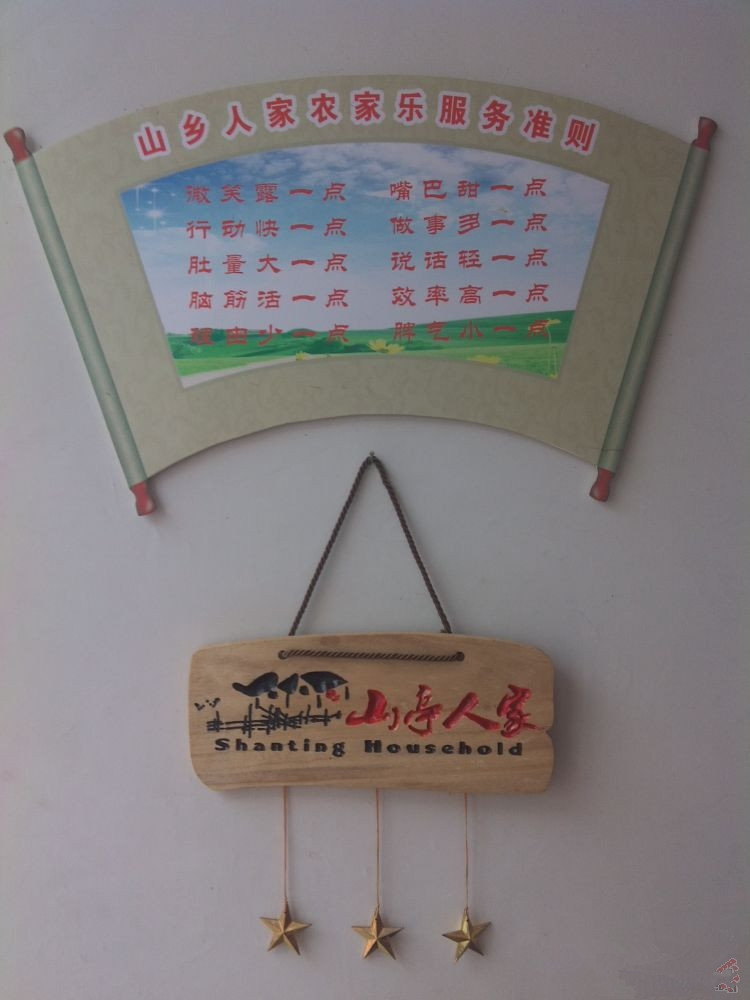 山乡人家农家乐服务准则
微笑露一点 嘴巴甜一点
行动快一点 做事多一点
肚量大一点 说话轻一点
脑筋活一点 效率高一点
理由少一点 脾气小一点
山亭人家
Shanting Household